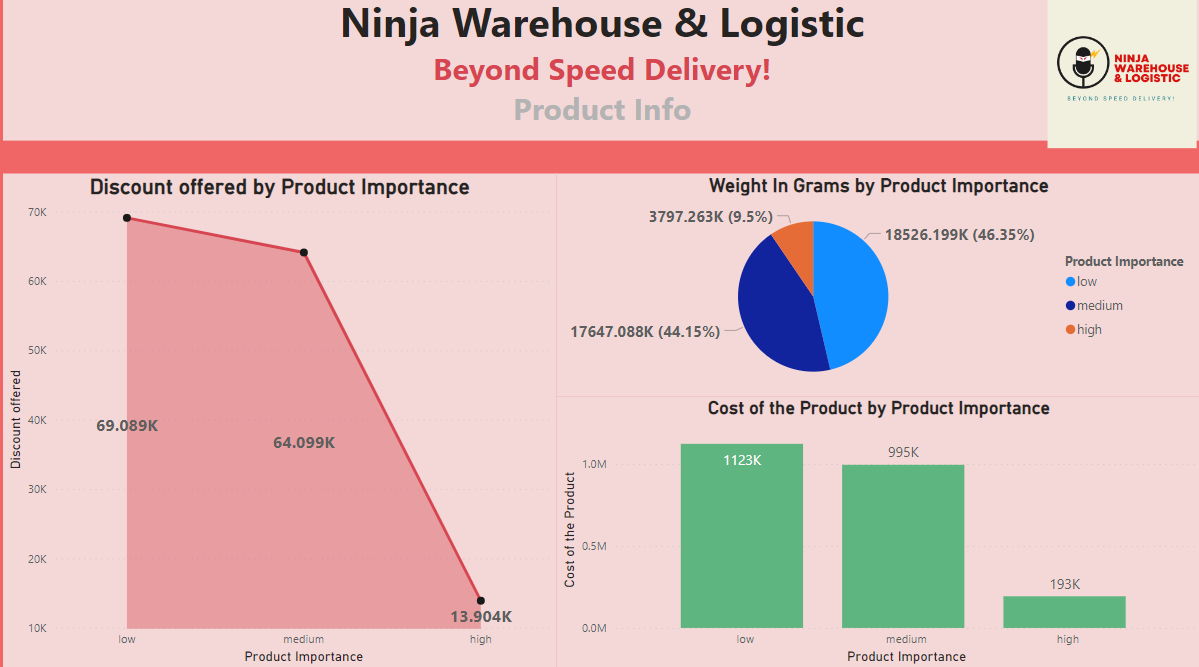 Ninja Warehouse & Logistic
Beyond Speed Delivery!
Product Info
NINJA
WAREHOUSE
& LOGISTIC
BEYOND SPEED DELIVERY!
Discount offered by Product Importance
Discount offered
70K
60K
50K
40K
30K
20K
10K
69.089K
64.099K
13.904K
low
medium
high
Product Importance
Weight In Grams by Product Importance
3797.263K (9.5%)
18526.199K (46.35%)
17647.088K (44.15%)
Product Importance
low
medium
high
Cost of the Product by Product Importance
Cost of the Product
1.0M
0.5M
0.0M
1123K
995K
193K
low
medium
high
Product Importance